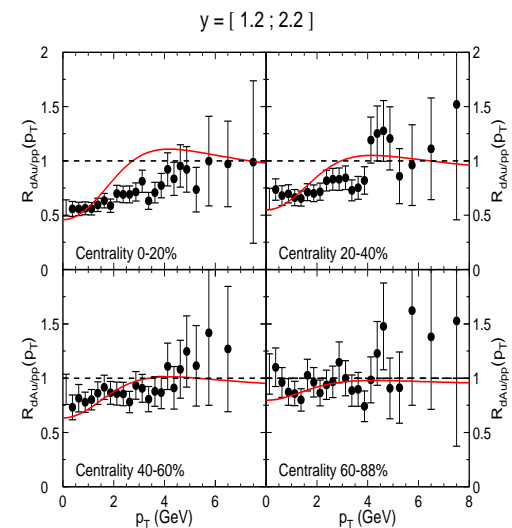 y = [ 1.2 ; 2.2 ]
2
1.5
1
0.5
0
R_dAu/pp(p_T)
Centrality 0-20%
2
1.5
1
0.5
0
R_dAu/pp(p_T)
Centrality 20-40%
1.5
1
0.5
0
R_dAu/pp(p_T)
Centrality 40-60%
0 2 4 6
p_T (GeV)
1.5
1
0.5
0
R_dAu/pp(p_T)
Centrality 60-88%
0 2 4 6 8
p_T (GeV)